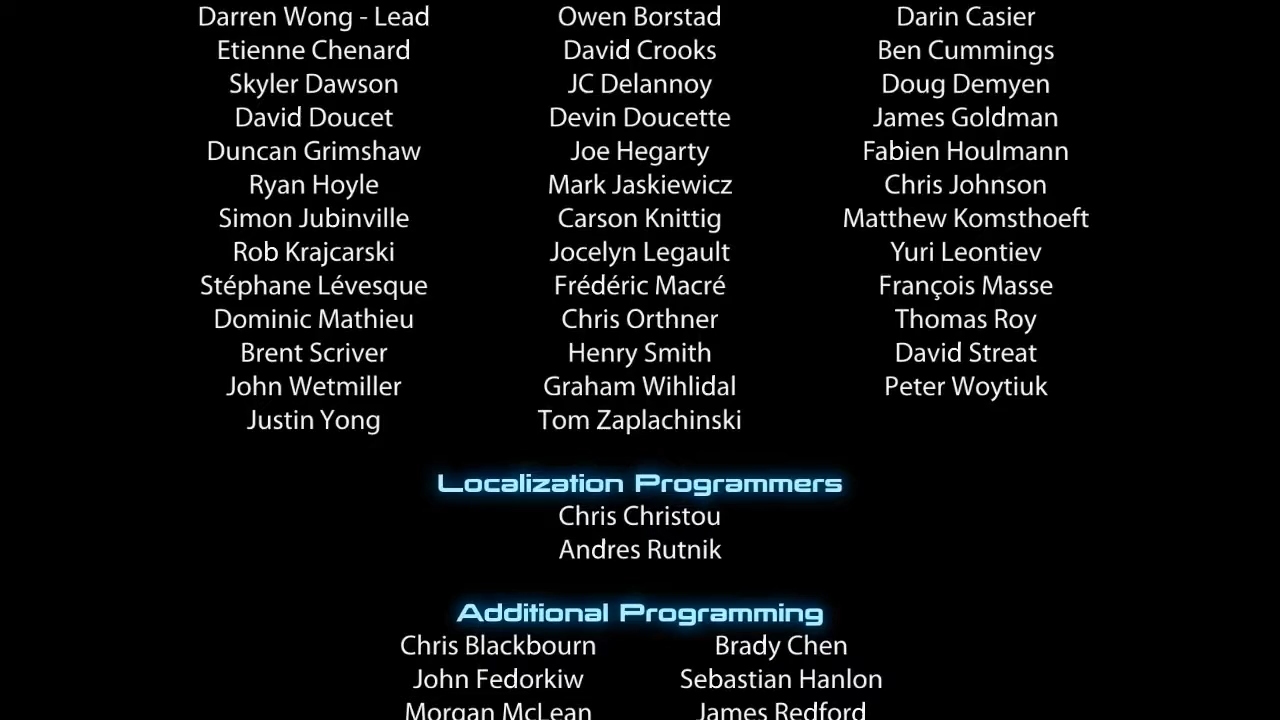 Darren Wong - Lead Owen Borstad Darin Casier
Etienne Chenard David Crooks Ben Cummings
Skyler Dawson JC Delannoy Doug Demyen
David Doucet Devin Doucette James Goldman
Duncan Grimshaw Joe Hegarty Fabien Houlmann
Ryan Hoyle Mark Jaskiewicz Chris Johnson
Simon Jubinville Carson Knittig Matthew Komsthoeft
Rob Krajcarski Jocelyn Legault Yuri Leontiev
Stéphane Lévesque Frédéric Macré François Masse
Dominic Mathieu Chris Orthner Thomas Roy
Brent Scriver Henry Smith David Streat
John Wetmiller Graham Wihlidal Peter Woytiuk
Justin Yong Tom Zaplachinski
Localization Programmers
Chris Christou
Andres Rutnik
Additional Programming
Chris Blackbourn Brady Chen
John Fedorkiw Sebastian Hanlon
Morgan McLean James Redford